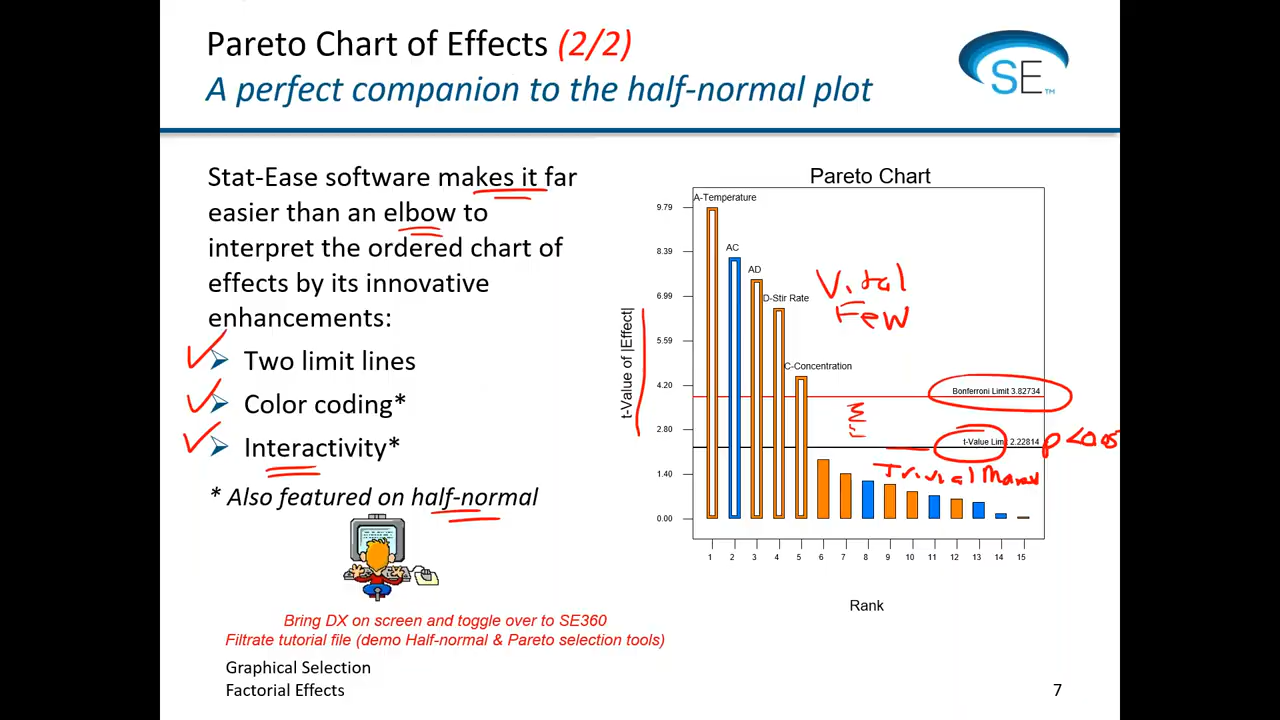 Pareto Chart of Effects (2/2)
A perfect companion to the half-normal plot
SE™
Stat-Ease software makes it far
easier than an elbow to
interpret the ordered chart of
effects by its innovative
enhancements:
Two limit lines
Color coding*
Interactivity*
* Also featured on half-normal
Bring DX on screen and toggle over to SE360
Filtrate tutorial file (demo Half-normal & Pareto selection tools)
Graphical Selection
Factorial Effects
Pareto Chart
t-Value of |Effect|
9.79
8.39
6.99
5.59
4.20
2.80
1.40
0.00
A-Temperature
AC
AD
D-Stir Rate
C-Concentration
Vital
Few
Bonferroni Limit 3.82734
t-Value Limit 2.22814
p<0.05
Trivial Many
1 2 3 4 5 6 7 8 9 10 11 12 13 14 15
Rank
7